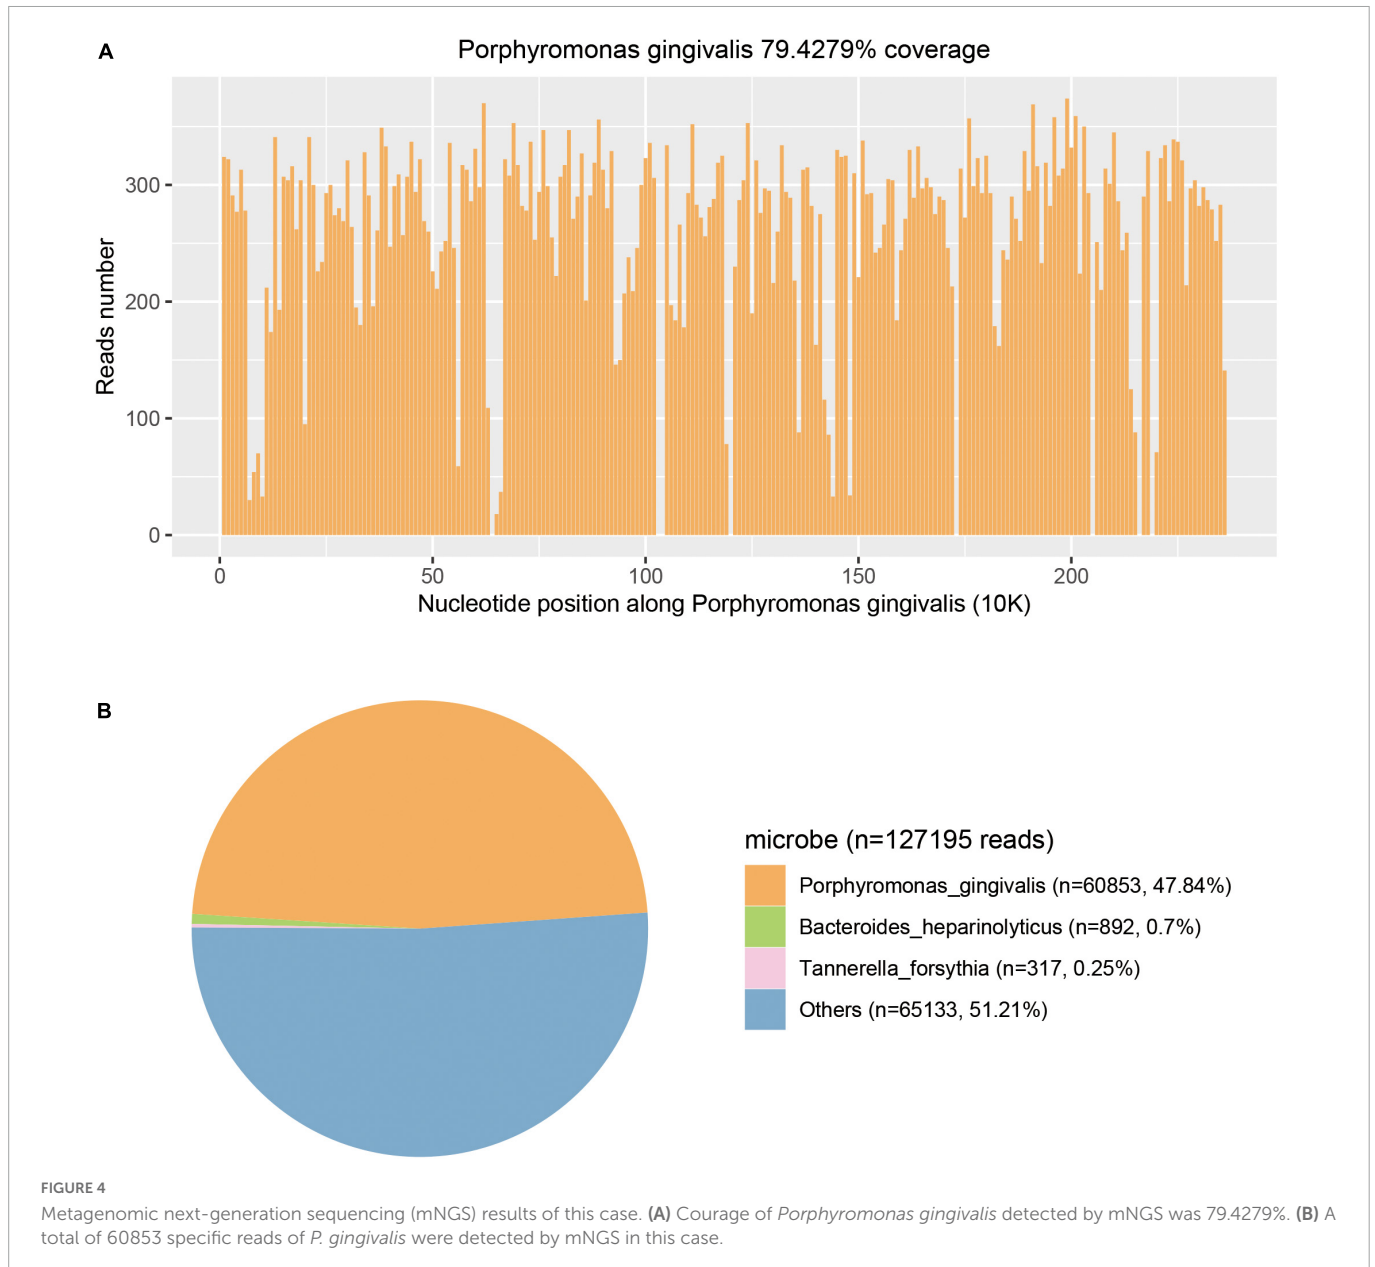 A
Porphyromonas gingivalis 79.4279% coverage
Reads number
300
200
100
0
0 50 100 150 200
Nucleotide position along Porphyromonas gingivalis (10K)
B
microbe (n=127195 reads)
Porphyromonas_gingivalis (n=60853, 47.84%)
Bacteroides_heparinolyticus (n=892, 0.7%)
Tannerella_forsythia (n=317, 0.25%)
Others (n=65133, 51.21%)
FIGURE 4
Metagenomic next-generation sequencing (mNGS) results of this case. (A) Courage of Porphyromonas gingivalis detected by mNGS was 79.4279%. (B) A
total of 60853 specific reads of P. gingivalis were detected by mNGS in this case.